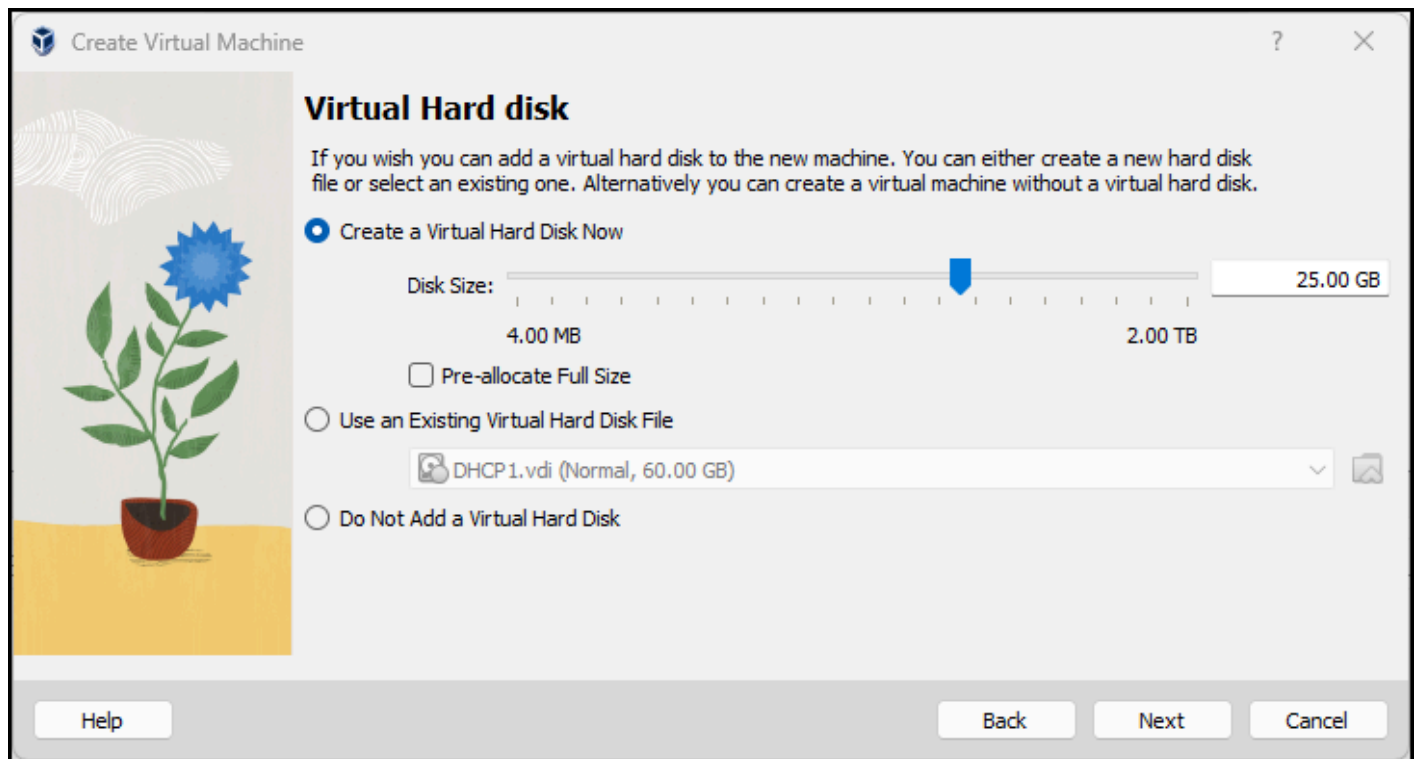 Create Virtual Machine
?
Virtual Hard disk
If you wish you can add a virtual hard disk to the new machine. You can either create a new hard disk
file or select an existing one. Alternatively you can create a virtual machine without a virtual hard disk.
Create a Virtual Hard Disk Now
Disk Size:
25.00 GB
4.00 MB
2.00 TB
Pre-allocate Full Size
Use an Existing Virtual Hard Disk File
DHCP1.vdi (Normal, 60.00 GB)
Do Not Add a Virtual Hard Disk
Help
Back
Next
Cancel